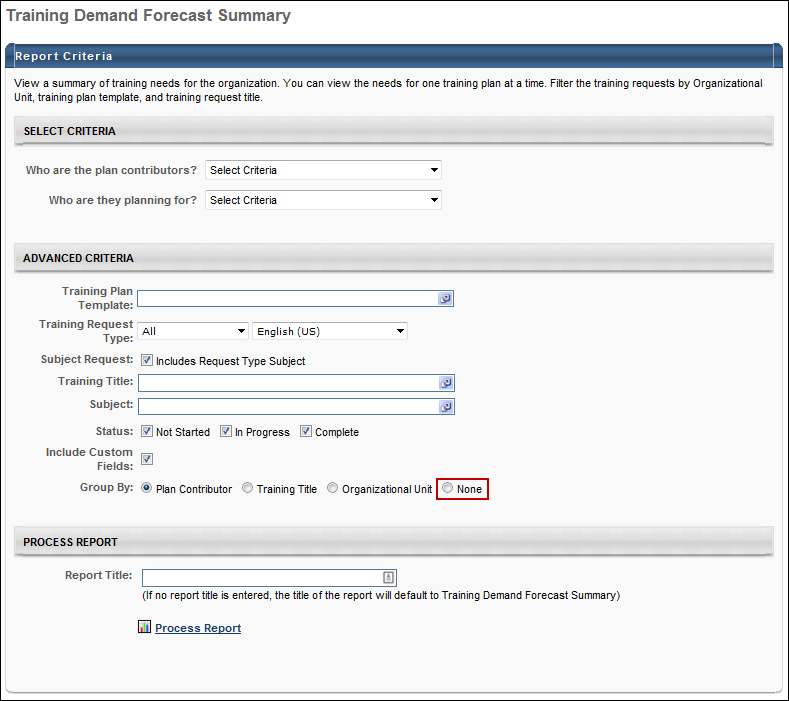 Training Demand Forecast Summary
Report Criteria
View a summary of training needs for the organization. You can view the needs for one training plan at a time. Filter the training requests by Organizational
Unit, training plan template, and training request title.
SELECT CRITERIA
Who are the plan contributors? Select Criteria
Who are they planning for? Select Criteria
ADVANCED CRITERIA
Training Plan
Template:
Training Request
Type: All English (US)
Subject Request: Includes Request Type Subject
Training Title:
Subject:
Status: Not Started In Progress Complete
Include Custom
Fields:
Group By: Plan Contributor Training Title Organizational Unit None
PROCESS REPORT
Report Title:
(If no report title is entered, the title of the report will default to Training Demand Forecast Summary)
Process Report